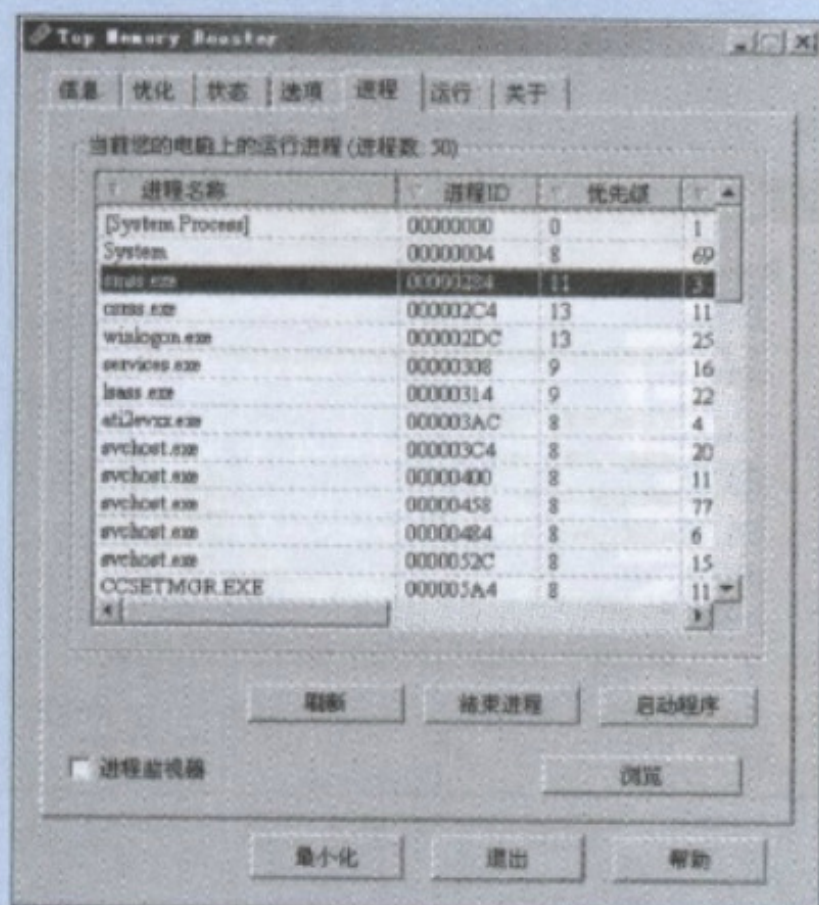 Top Memory Booster
信息 优化 状态 选项 进程 运行 关于
当前您的电脑上的运行进程 (进程数: 50)
进程名称 进程ID 优先级
[System Process] 00000000 0 1
System 00000004 8 69
smss.exe 00000284 11 3
csrss.exe 000002C4 13 11
winlogon.exe 000002DC 13 25
services.exe 00000308 9 16
lsass.exe 00000314 9 22
ati2evxx.exe 000003AC 8 4
svchost.exe 000003C4 8 20
svchost.exe 00000400 8 11
svchost.exe 00000458 8 77
svchost.exe 00000484 8 6
svchost.exe 0000052C 8 15
CCSETMGR.EXE 000005A4 8 11
刷新 结束进程 启动程序
进程监视器 浏览
最小化 退出 帮助